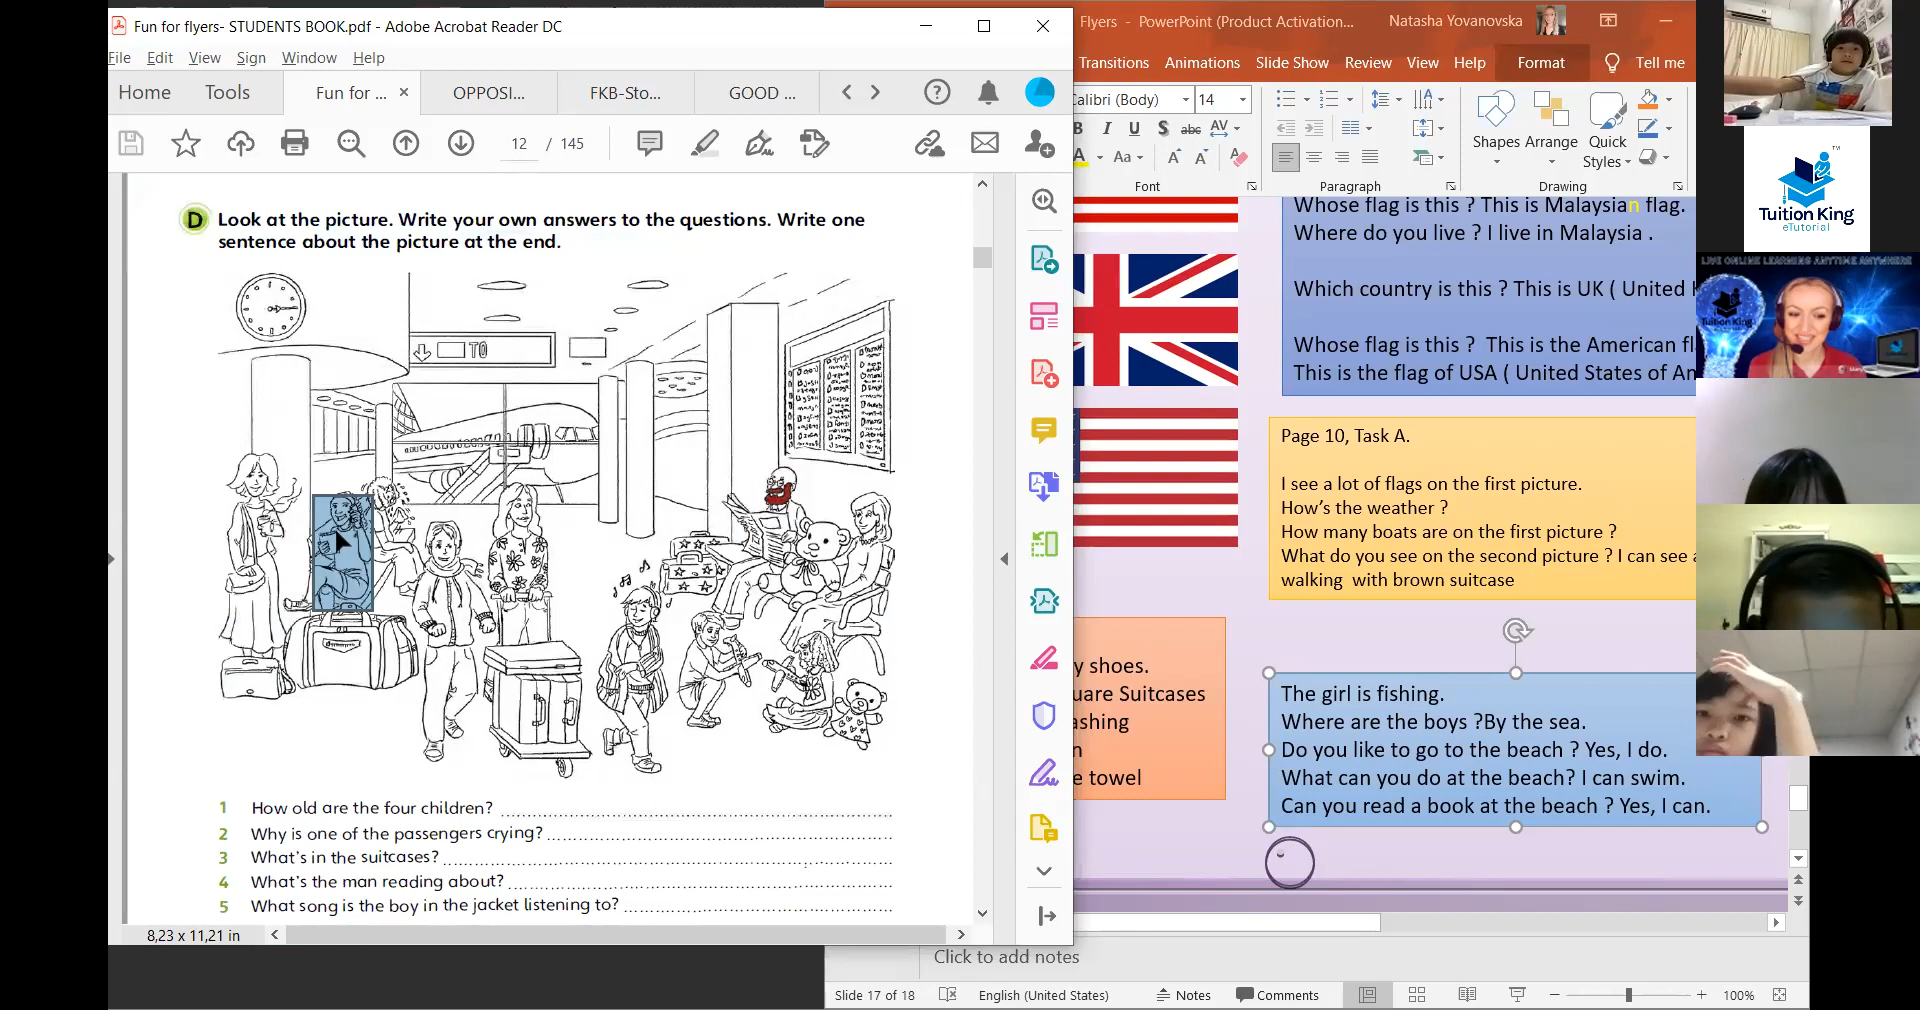 Fun for flyers- STUDENTS BOOK.pdf - Adobe Acrobat Reader DC
File Edit View Sign Window Help
Home Tools Fun for ... OPPOSI... FKB-Sto... GOOD ...
12 / 145
D Look at the picture. Write your own answers to the questions. Write one
sentence about the picture at the end.
TO
1 How old are the four children?
2 Why is one of the passengers crying?
3 What's in the suitcases?
4 What's the man reading about?
5 What song is the boy in the jacket listening to?
8,23 x 11,21 in
Flyers - PowerPoint (Product Activation... Natasha Yovanovska
Transitions Animations Slide Show Review View Help Format Tell me
Calibri (Body) 14
B I U S abc AV
A Aa A A
Shapes Arrange Quick
Styles
Font Paragraph Drawing
Whose flag is this ? This is Malaysian flag.
Where do you live ? I live in Malaysia .
Which country is this ? This is UK ( United
Whose flag is this ? This is the American
This is the flag of USA ( United States of
Page 10, Task A.
I see a lot of flags on the first picture.
How's the weather ?
How many boats are on the first picture ?
What do you see on the second picture ? I can see
walking with brown suitcase
y shoes.
uare Suitcases
ashing
n
e towel
The girl is fishing.
Where are the boys ?By the sea.
Do you like to go to the beach ? Yes, I do.
What can you do at the beach? I can swim.
Can you read a book at the beach ? Yes, I can.
Click to add notes
Slide 17 of 18 English (United States) Notes Comments 100%
TM
Tuition King
eTutorial
LIVE ONLINE LEARNING ANYTIME ANYWHERE
Tuition King